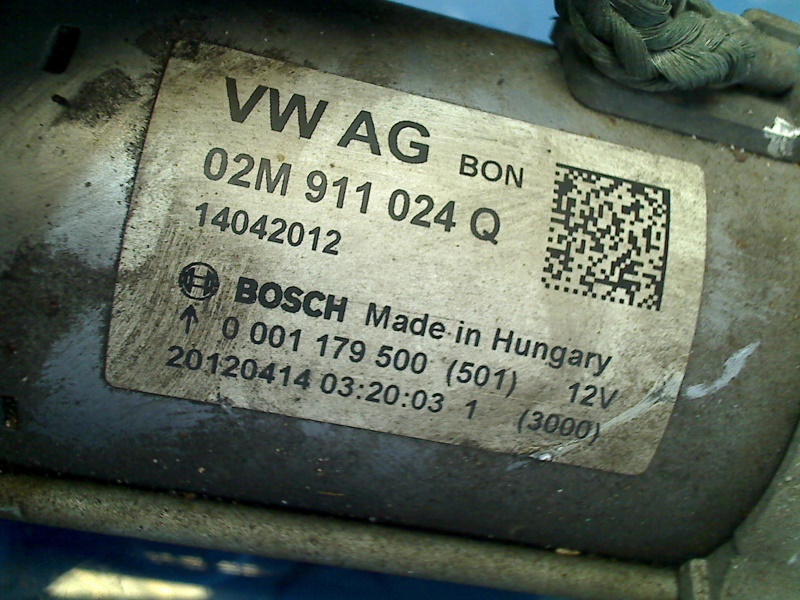 VW AG BON
02M 911 024 Q
14042012
BOSCH Made in Hungary
0 001 179 500 (501) 12V
20120414 03:20:03 1 (3000)